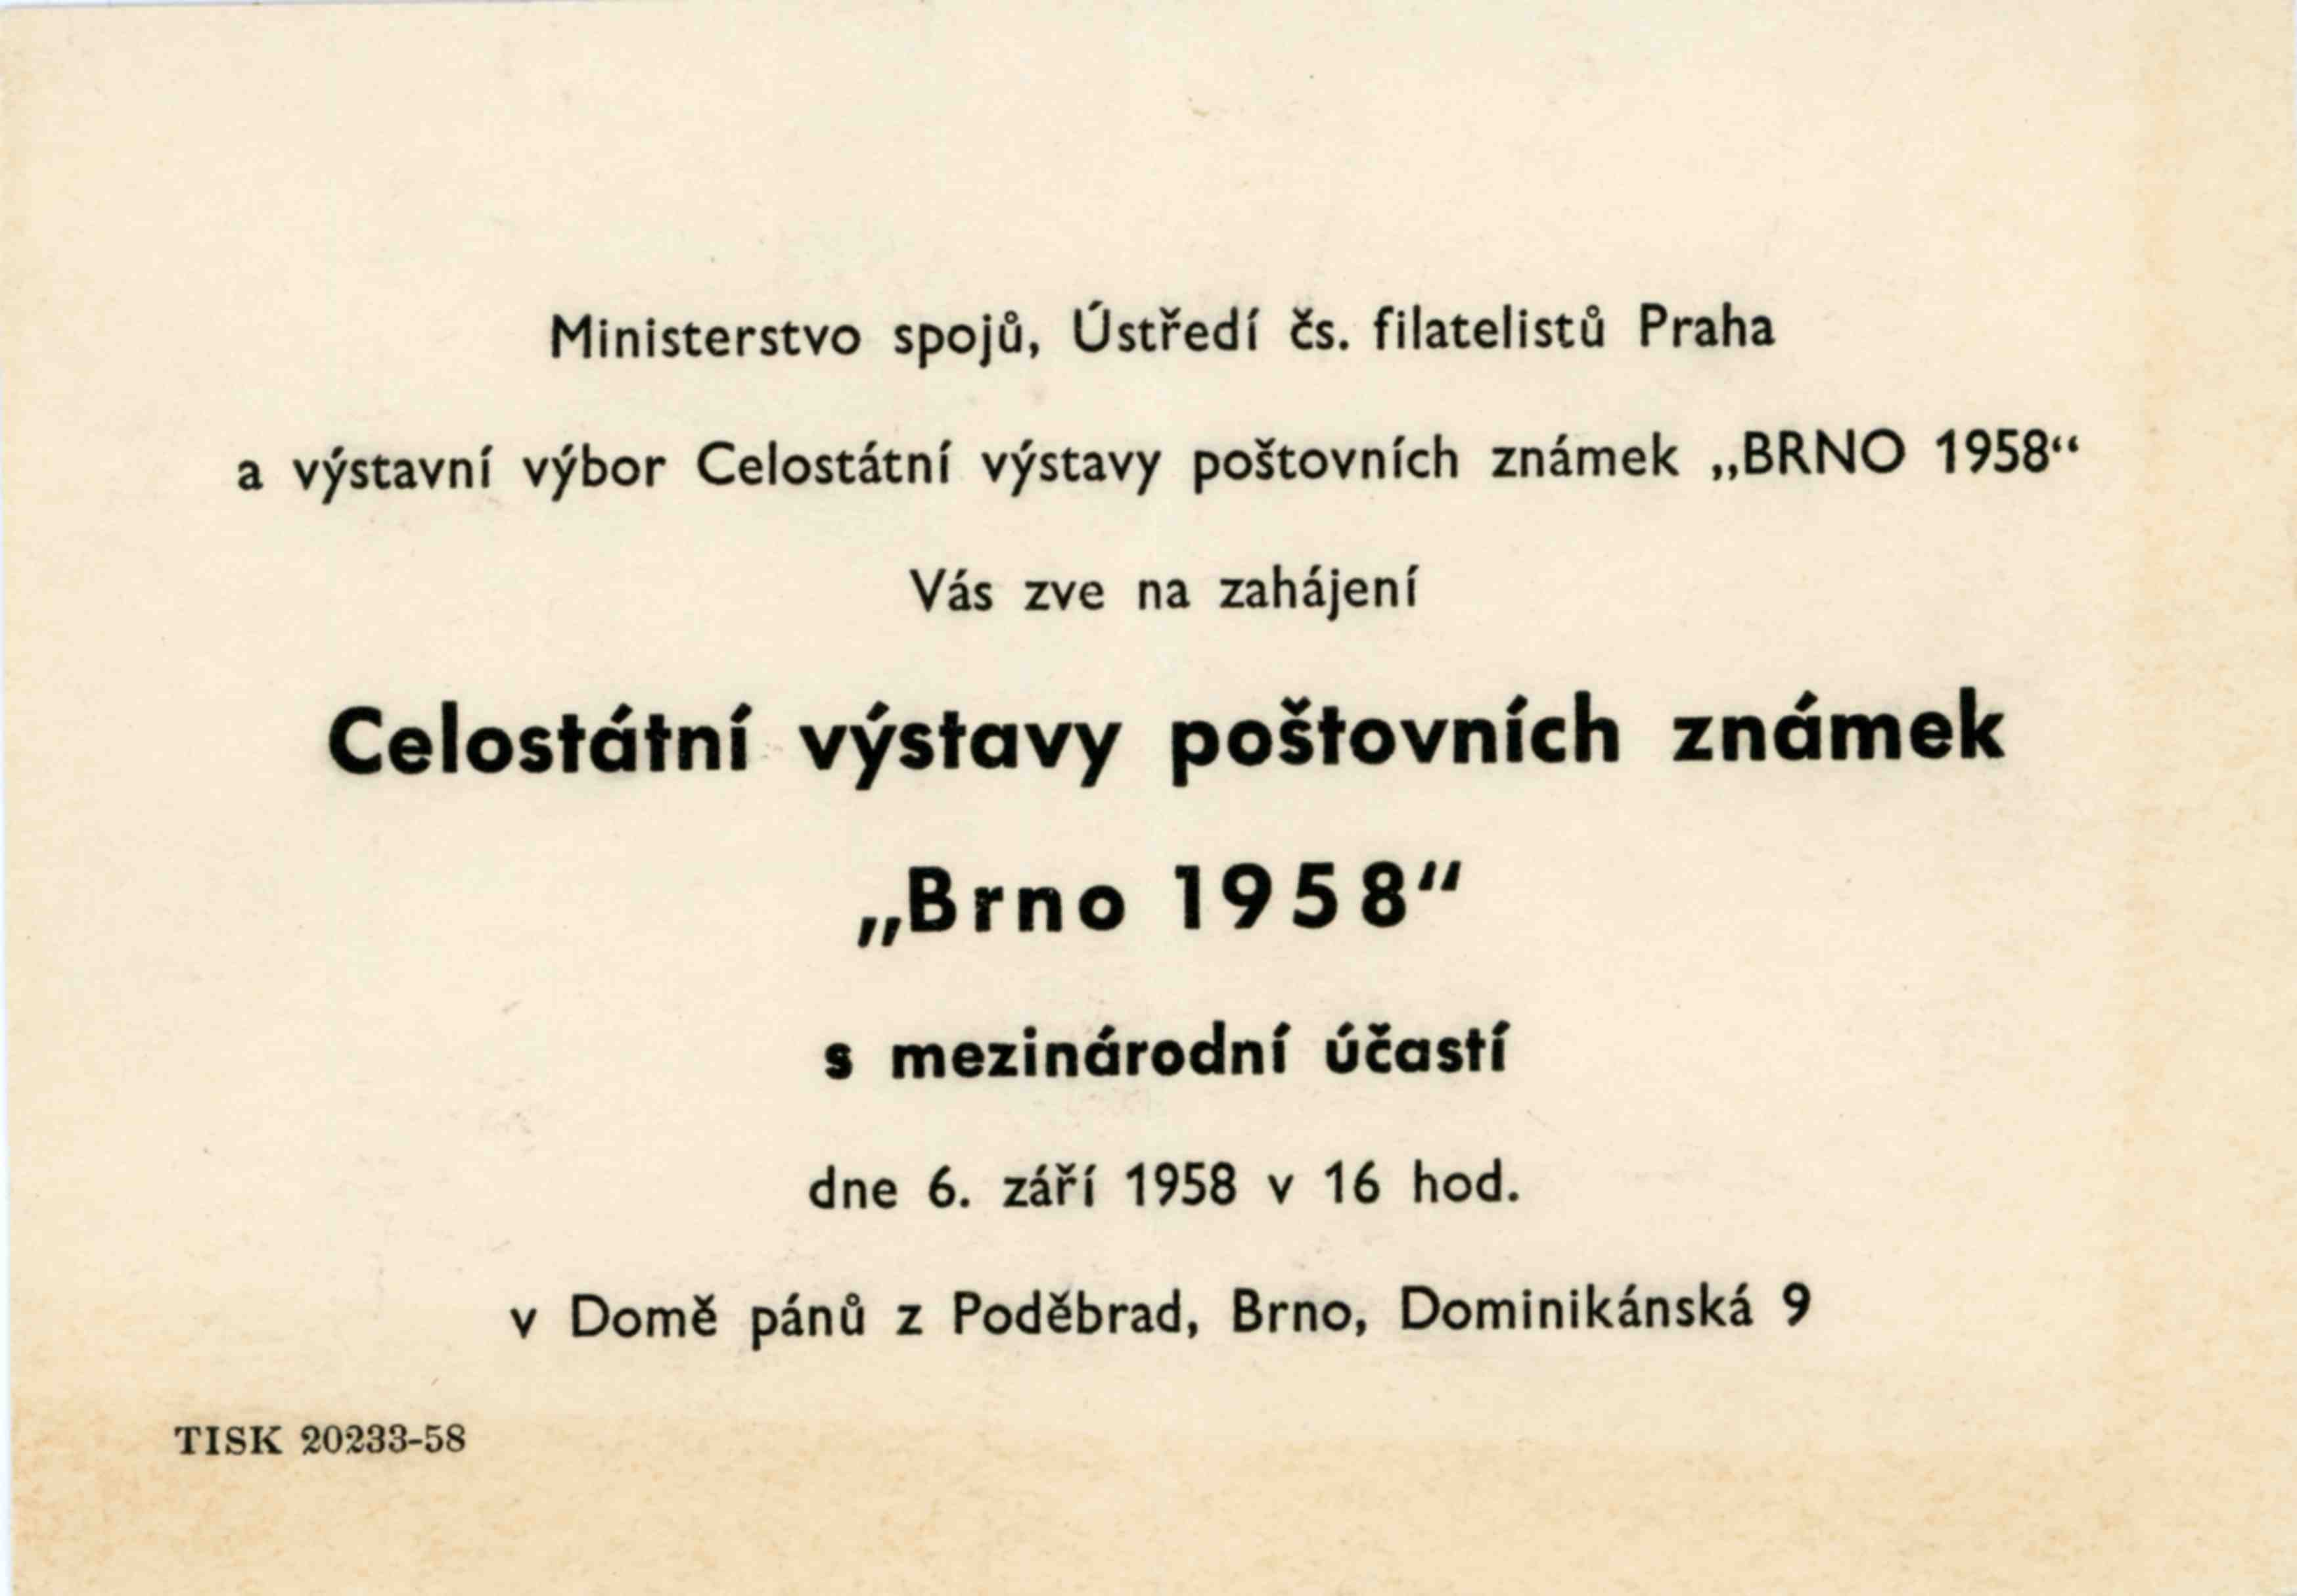 Ministerstvo spojů, Ústředí čs. filatelistů Praha
a výstavní výbor Celostátní výstavy poštovních známek „BRNO 1958“
Vás zve na zahájení
Celostátní výstavy poštovních známek
„Brno 1958“
s mezinárodní účastí
dne 6. září 1958 v 16 hod.
v Domě pánů z Poděbrad, Brno, Dominikánská 9
TISK 20233-58